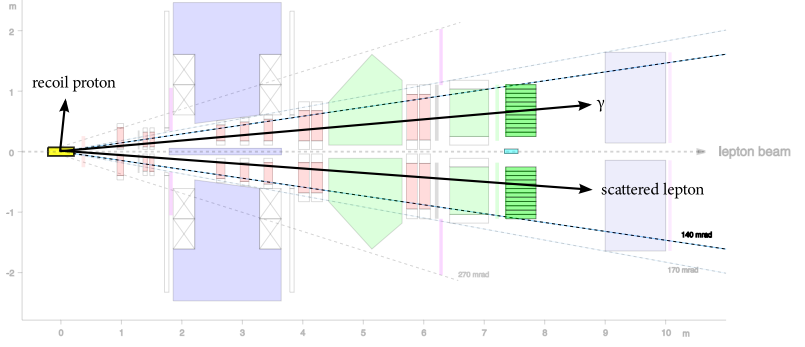 m
2
1
0
-1
-2
recoil proton
γ
lepton beam
scattered lepton
140 mrad
170 mrad
270 mrad
0 1 2 3 4 5 6 7 8 9 10 m